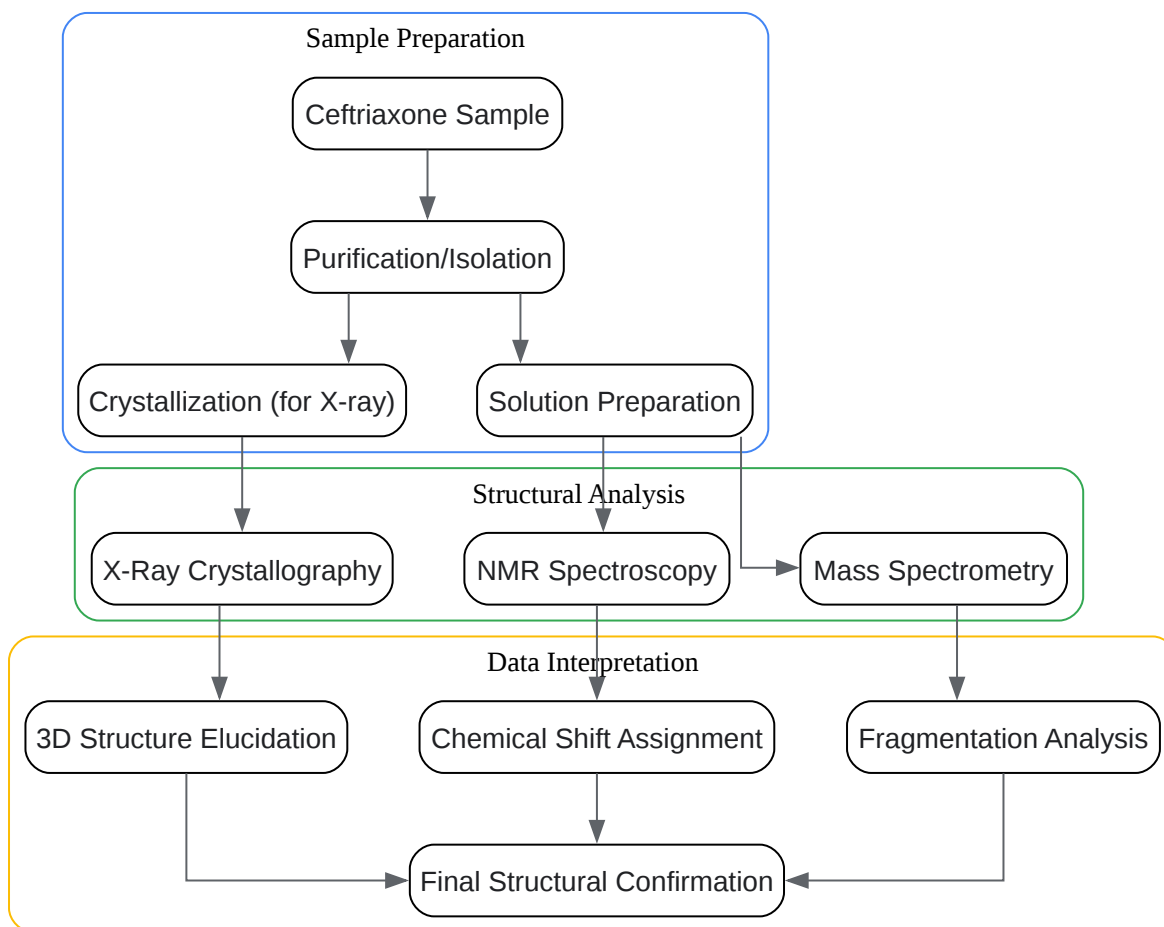 Sample Preparation
Ceftriaxone Sample
Purification/Isolation
Crystallization (for X-ray)
Solution Preparation
Structural Analysis
X-Ray Crystallography
NMR Spectroscopy
Mass Spectrometry
Data Interpretation
3D Structure Elucidation
Chemical Shift Assignment
Fragmentation Analysis
Final Structural Confirmation